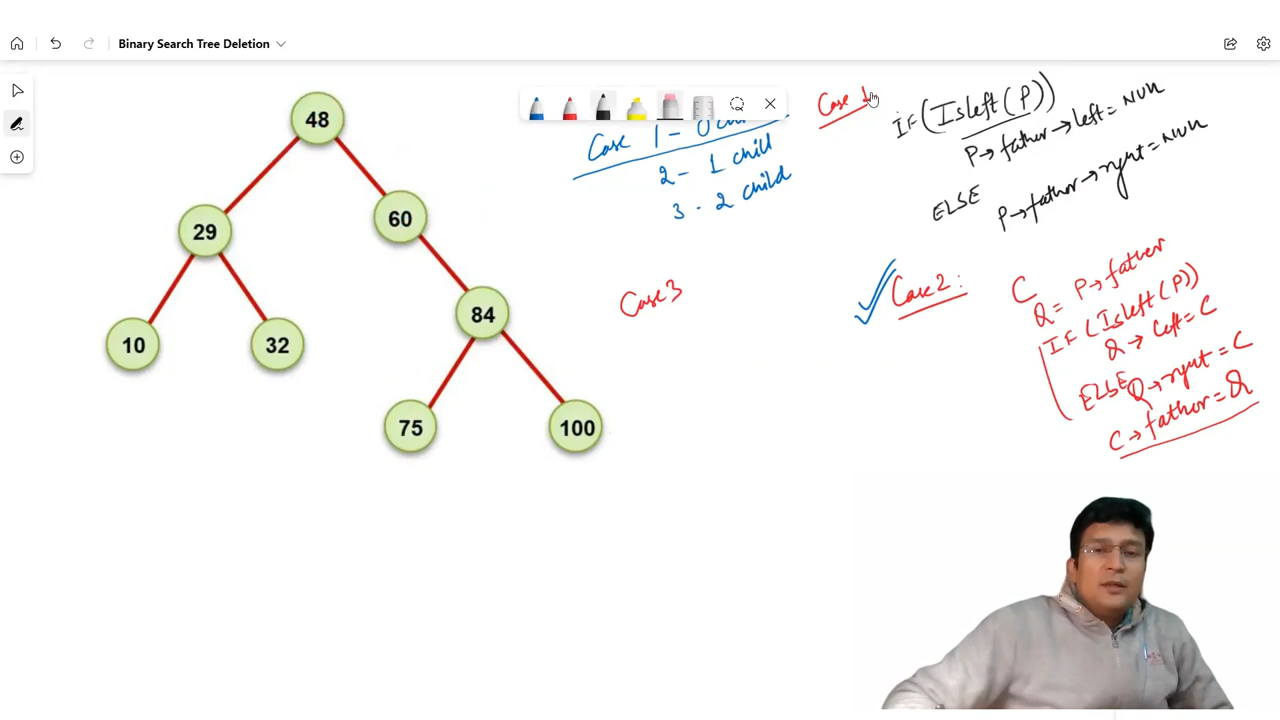 Binary Search Tree Deletion
48
29
60
10
32
84
75
100
Case 1 - 0
2 - 1 child
3 - 2 child
Case 3
Case 1
IF (Isleft(P))
P→father→left = NULL
ELSE
P→father→right = NULL
Case 2:
C
Q = P→father
IF (Isleft(P))
Q→left = C
ELSE Q→right = C
C→father = Q